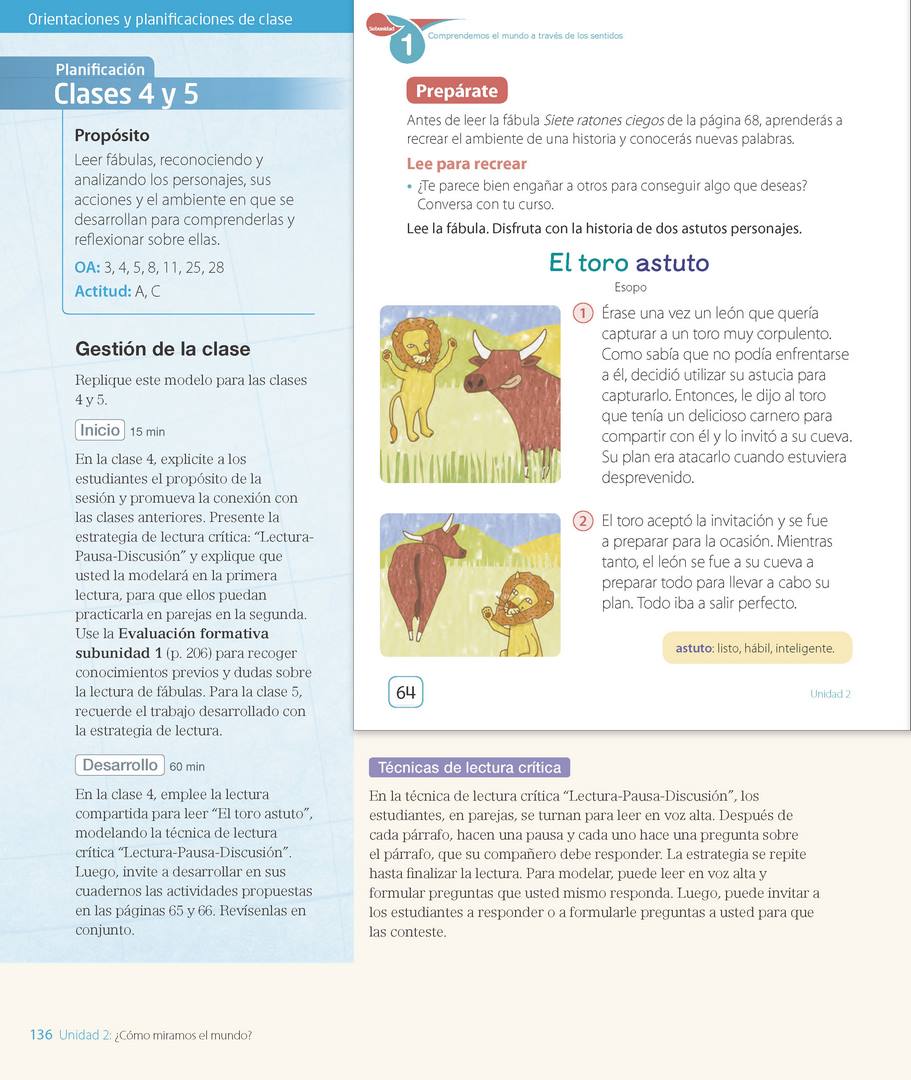 Orientaciones y planificaciones de clase
Planificación
Clases 4 y 5
Propósito
Leer fábulas, reconociendo y
analizando los personajes, sus
acciones y el ambiente en que se
desarrollan para comprenderlas y
reflexionar sobre ellas.
OA: 3, 4, 5, 8, 11, 25, 28
Actitud: A, C
Gestión de la clase
Replique este modelo para las clases
4 y 5.
Inicio 15 min
En la clase 4, explicite a los
estudiantes el propósito de la
sesión y promueva la conexión con
las clases anteriores. Presente la
estrategia de lectura crítica: “Lectura-
Pausa-Discusión” y explique que
usted la modelará en la primera
lectura, para que ellos puedan
practicarla en parejas en la segunda.
Use la Evaluación formativa
subunidad 1 (p. 206) para recoger
conocimientos previos y dudas sobre
la lectura de fábulas. Para la clase 5,
recuerde el trabajo desarrollado con
la estrategia de lectura.
Desarrollo 60 min
En la clase 4, emplee la lectura
compartida para leer “El toro astuto”,
modelando la técnica de lectura
crítica “Lectura-Pausa-Discusión”.
Luego, invite a desarrollar en sus
cuadernos las actividades propuestas
en las páginas 65 y 66. Revísenlas en
conjunto.
Subunidad
1
Comprendemos el mundo a través de los sentidos
Prepárate
Antes de leer la fábula Siete ratones ciegos de la página 68, aprenderás a
recrear el ambiente de una historia y conocerás nuevas palabras.
Lee para recrear
• ¿Te parece bien engañar a otros para conseguir algo que deseas?
Conversa con tu curso.
Lee la fábula. Disfruta con la historia de dos astutos personajes.
El toro astuto
Esopo
1 Érase una vez un león que quería
capturar a un toro muy corpulento.
Como sabía que no podía enfrentarse
a él, decidió utilizar su astucia para
capturarlo. Entonces, le dijo al toro
que tenía un delicioso carnero para
compartir con él y lo invitó a su cueva.
Su plan era atacarlo cuando estuviera
desprevenido.
2 El toro aceptó la invitación y se fue
a preparar para la ocasión. Mientras
tanto, el león se fue a su cueva a
preparar todo para llevar a cabo su
plan. Todo iba a salir perfecto.
astuto: listo, hábil, inteligente.
64
Unidad 2
Técnicas de lectura crítica
En la técnica de lectura crítica “Lectura-Pausa-Discusión”, los
estudiantes, en parejas, se turnan para leer en voz alta. Después de
cada párrafo, hacen una pausa y cada uno hace una pregunta sobre
el párrafo, que su compañero debe responder. La estrategia se repite
hasta finalizar la lectura. Para modelar, puede leer en voz alta y
formular preguntas que usted mismo responda. Luego, puede invitar a
los estudiantes a responder o a formularle preguntas a usted para que
las conteste.
136 Unidad 2: ¿Cómo miramos el mundo?